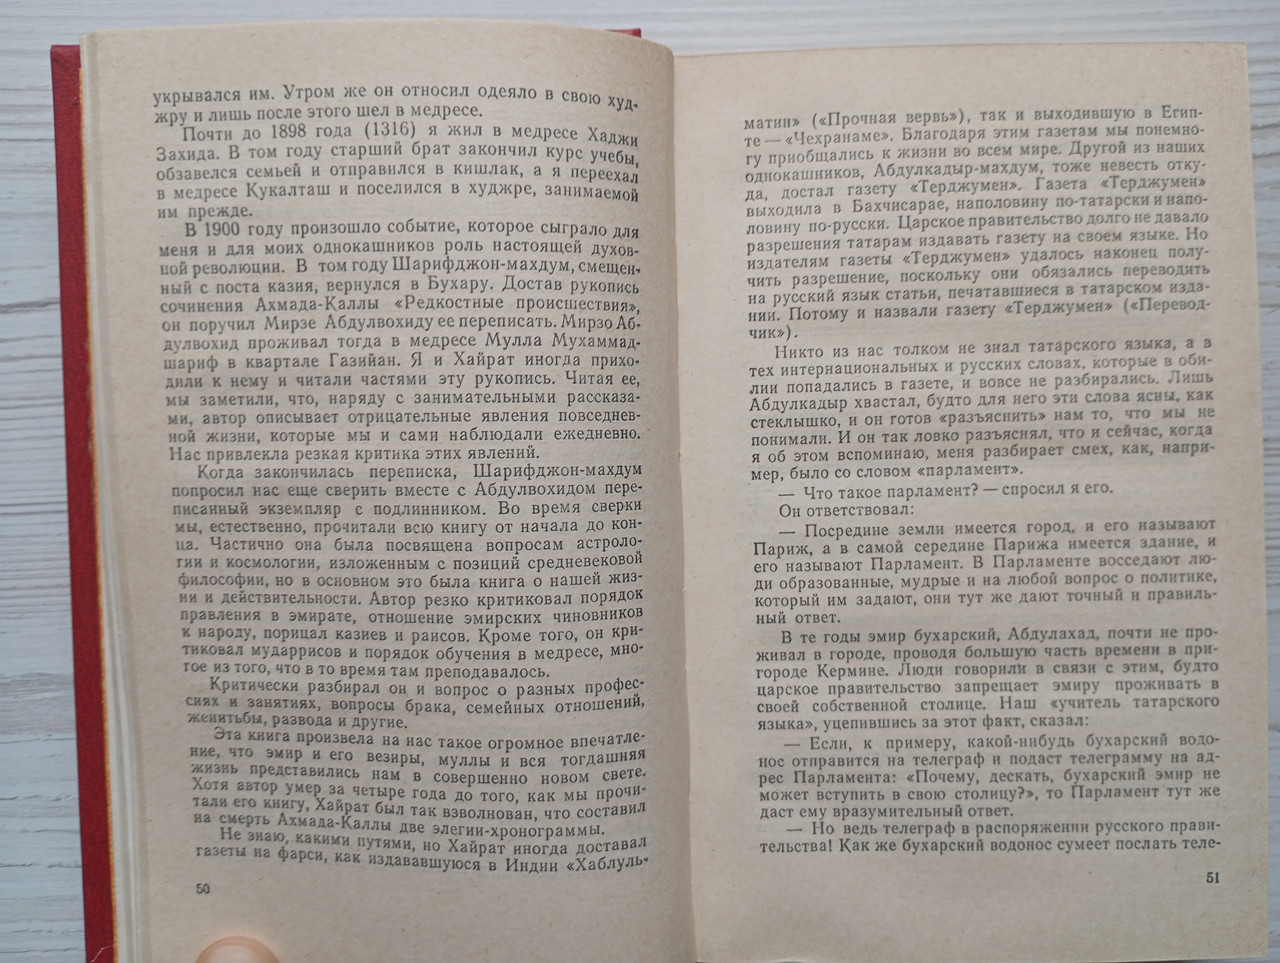 укрывался им. Утром же он относил одеяло в свою худ-
жру и лишь после этого шел в медресе.
Почти до 1898 года (1316) я жил в медресе Хаджи
Захида. В том году старший брат закончил курс учебы,
обзавелся семьей и отправился в кишлак, а я переехал
в медресе Кукалташ и поселился в худжре, занимаемой
им прежде.
В 1900 году произошло событие, которое сыграло для
меня и для моих однокашников роль настоящей духов-
ной революции. В том году Шарифджон-махдум, смещен-
ный с поста казия, вернулся в Бухару. Достав рукопись
сочинения Ахмада-Каллы «Редкостные происшествия»,
он поручил Мирзе Абдулвохиду ее переписать. Мирзо Аб-
дулвохид проживал тогда в медресе Мулла Мухаммад-
шариф в квартале Газийан. Я и Хайрат иногда прихо-
дили к нему и читали частями эту рукопись. Читая ее,
мы заметили, что, наряду с занимательными рассказа-
ми, автор описывает отрицательные явления повседнев-
ной жизни, которые мы и сами наблюдали ежедневно.
Нас привлекла резкая критика этих явлений.
Когда закончилась переписка, Шарифджон-махдум
попросил нас еще сверить вместе с Абдулвохидом пере-
писанный экземпляр с подлинником. Во время сверки
мы, естественно, прочитали всю книгу от начала до кон-
ца. Частично она была посвящена вопросам астроло-
гии и космологии, изложенным с позиций средневековой
философии, но в основном это была книга о нашей жиз-
ни и действительности. Автор резко критиковал порядок
правления в эмирате, отношение эмирских чиновников
к народу, порицал казиев и раисов. Кроме того, он кри-
тиковал мударрисов и порядок обучения в медресе, мно-
гое из того, что в то время там преподавалось.
Критически разбирал он и вопрос о разных профес-
сиях и занятиях, вопросы брака, семейных отношений,
женитьбы, развода и другие.
Эта книга произвела на нас такое огромное впечатле-
ние, что эмир и его везиры, муллы и вся тогдашняя
жизнь представились нам в совершенно новом свете.
Хотя автор умер за четыре года до того, как мы прочи-
тали его книгу, Хайрат был так взволнован, что составил
на смерть Ахмада-Каллы две элегии-хронограммы.
Не знаю, какими путями, но Хайрат иногда доставал
газеты на фарси, как издававшуюся в Индии «Хаблуль-
50
матин» («Прочная вервь»), так и выходившую в Егип-
те — «Чехранаме». Благодаря этим газетам мы понемно-
гу приобщались к жизни во всем мире. Другой из наших
однокашников, Абдулкадыр-махдум, тоже невесть отку-
да, достал газету «Терджумен». Газета «Терджумен»
выходила в Бахчисарае, наполовину по-татарски и напо-
ловину по-русски. Царское правительство долго не давало
разрешения татарам издавать газету на своем языке. Но
издателям газеты «Терджумен» удалось наконец полу-
чить разрешение, поскольку они обязались переводить
на русский язык статьи, печатавшиеся в татарском изда-
нии. Потому и назвали газету «Терджумен» («Перевод-
чик»).
Никто из нас толком не знал татарского языка, а в
тех интернациональных и русских словах, которые в оби-
лии попадались в газете, и вовсе не разбирались. Лишь
Абдулкадыр хвастал, будто для него эти слова ясны, как
стеклышко, и он готов «разъяснить» нам то, что мы не
понимали. И он так ловко разъяснял, что и сейчас, когда
я об этом вспоминаю, меня разбирает смех, как, напри-
мер, было со словом «парламент».
— Что такое парламент? — спросил я его.
Он ответствовал:
— Посредине земли имеется город, и его называют
Париж, а в самой середине Парижа имеется здание, и
его называют Парламент. В Парламенте восседают лю-
ди образованные, мудрые и на любой вопрос о политике,
который им задают, они тут же дают точный и правиль-
ный ответ.
В те годы эмир бухарский, Абдулахад, почти не про-
живал в городе, проводя большую часть времени в при-
городе Кермине. Люди говорили в связи с этим, будто
царское правительство запрещает эмиру проживать в
своей собственной столице. Наш «учитель татарского
языка», уцепившись за этот факт, сказал:
— Если, к примеру, какой-нибудь бухарский водо-
нос отправится на телеграф и подаст телеграмму на ад-
рес Парламента: «Почему, дескать, бухарский эмир не
может вступить в свою столицу?», то Парламент тут же
даст ему вразумительный ответ.
— Но ведь телеграф в распоряжении русского прави-
тельства! Как же бухарский водонос сумеет послать теле-
51